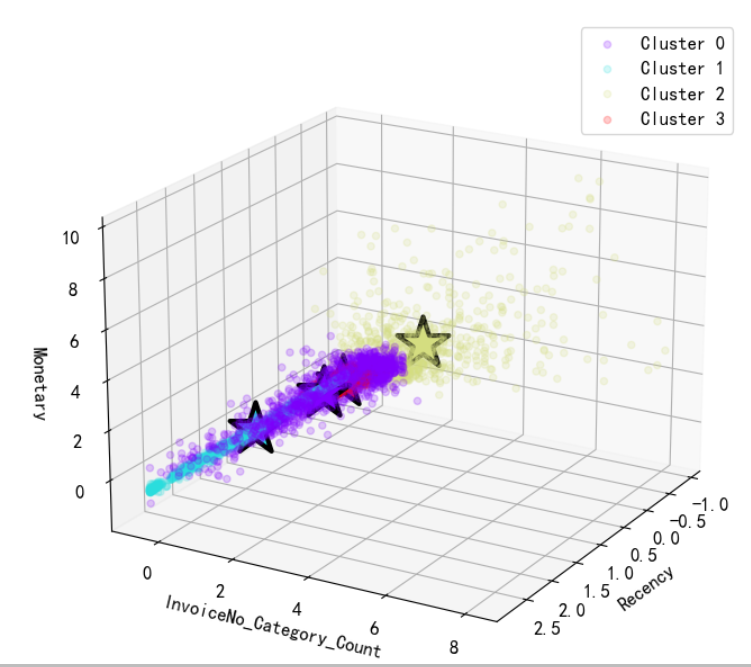 Cluster 0
Cluster 1
Cluster 2
Cluster 3
10
8
6
4
2
0
Monetary
0
2
4
6
8
InvoiceNo_Category_Count
-1.0
-0.5
0.0
0.5
1.0
1.5
2.0
2.5
Recency